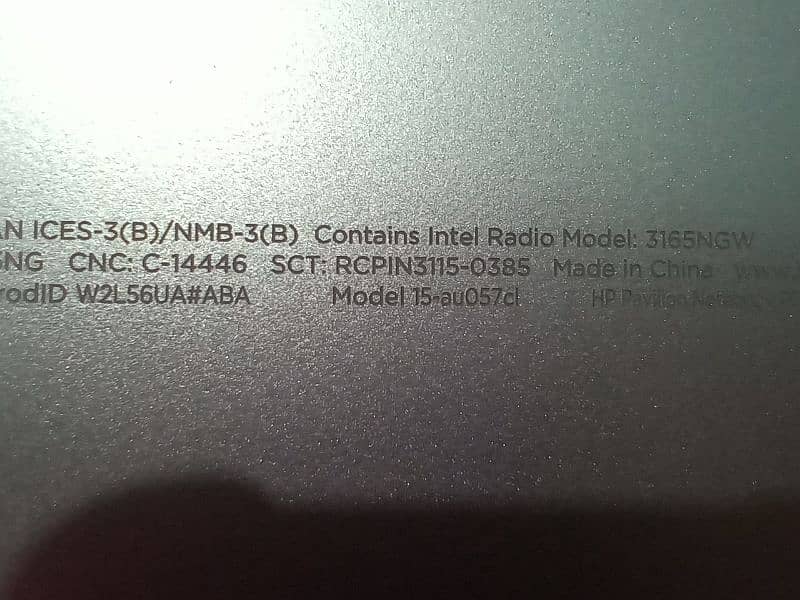 N ICES-3(B)/NMB-3(B) Contains Intel Radio Model: 3165NGW
NG CNC: C-14446 SCT: RCPIN3115-0385 Made in China
rodID W2L56UA#ABA Model 15-au057cl HP Pavilion